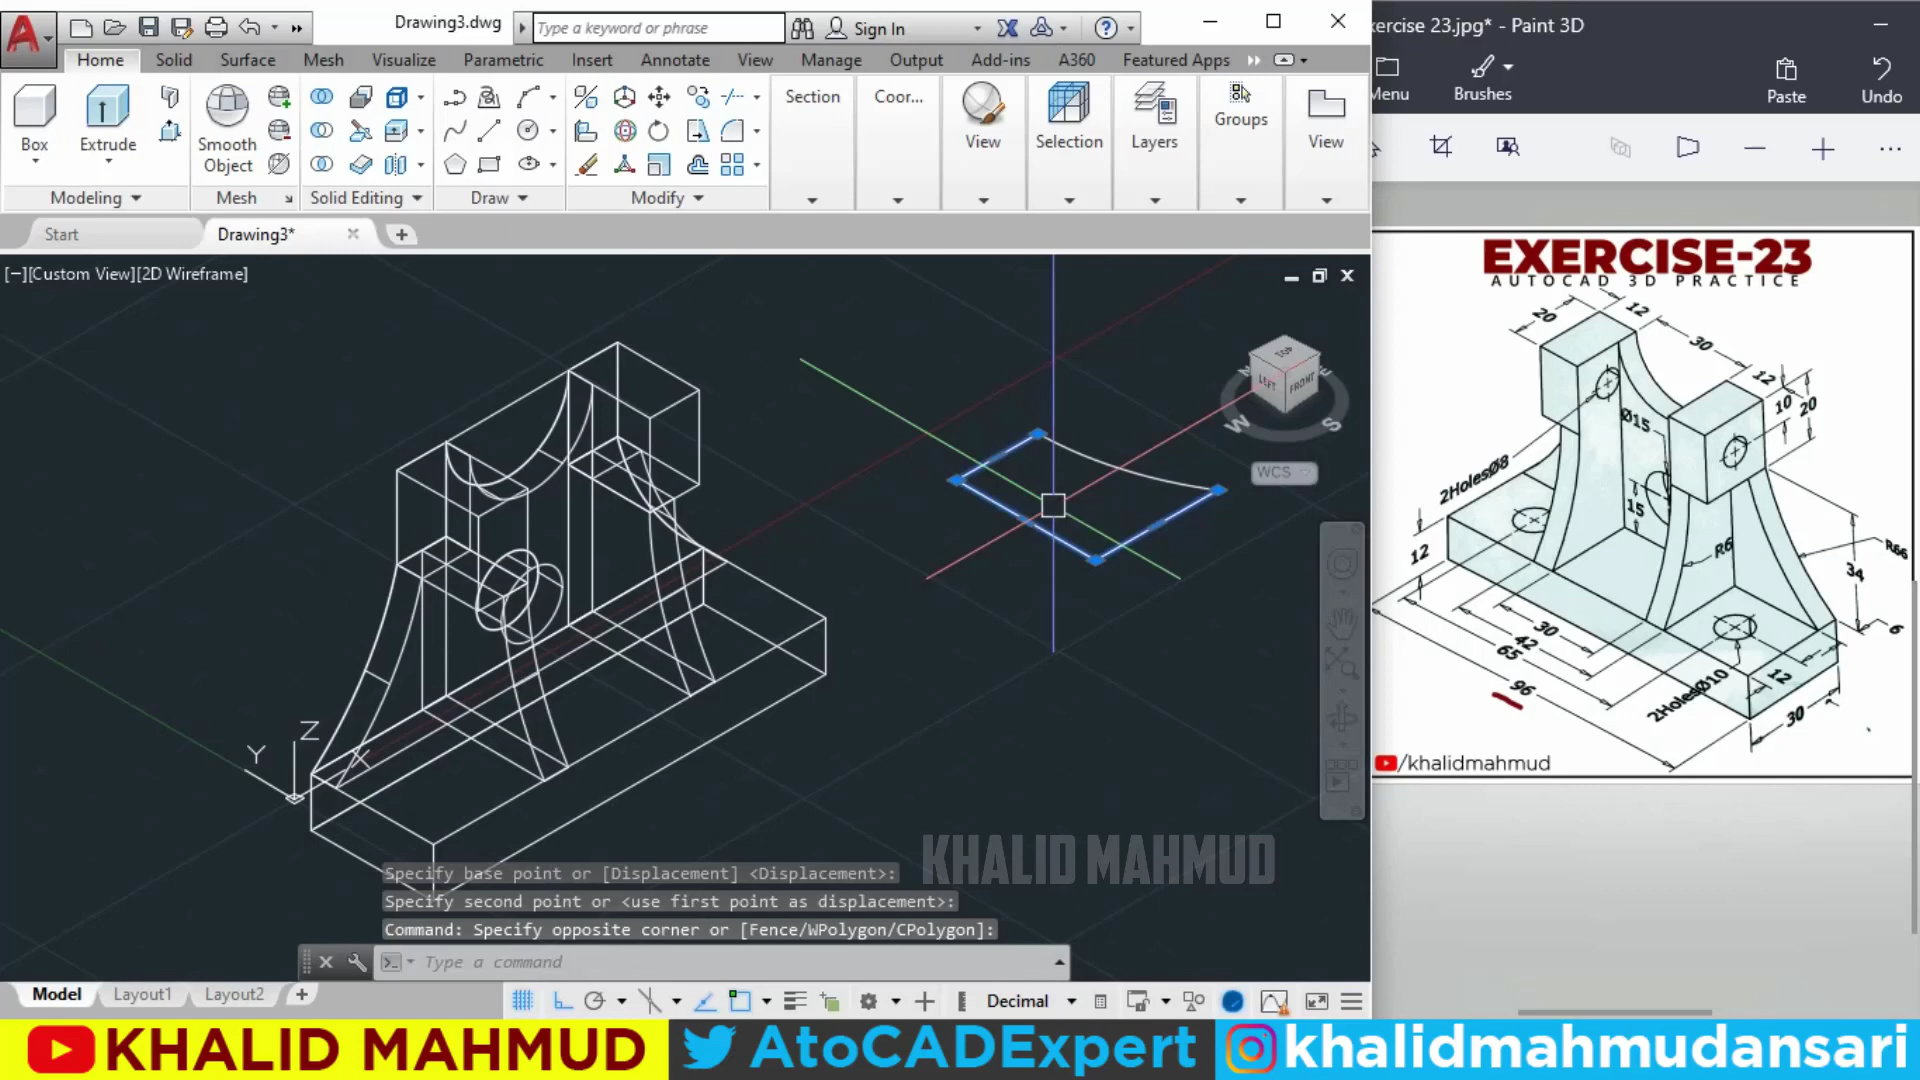 Drawing3.dwg
Type a keyword or phrase
Sign In
Exercise 23.jpg* - Paint 3D
Home Solid Surface Mesh Visualize Parametric Insert Annotate View Manage Output Add-ins A360 Featured Apps
Menu Brushes Paste Undo
Box Extrude Smooth Object Section Coor... View Selection Layers Groups View
Modeling Mesh Solid Editing Draw Modify
Start Drawing3*
[−][Custom View][2D Wireframe]
EXERCISE-23
AUTOCAD 3D PRACTICE
20 12 30 12 10 20
Ø15
2HolesØ8
15
12
R6
R66
34
6
30
42
65
96
2HolesØ10
12
30
/khalidmahmud
TOP LEFT FRONT
W S
WCS
Z
Y X
KHALID MAHMUD
Specify base point or [Displacement] <Displacement>:
Specify second point or <use first point as displacement>:
Command: Specify opposite corner or [Fence/WPolygon/CPolygon]:
Type a command
Model Layout1 Layout2 Decimal
KHALID MAHMUD AtoCADExpert khalidmahmudansari